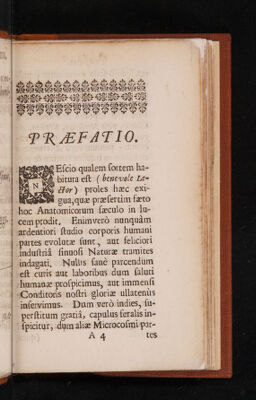 PRÆFATIO.
NEscio qualem sortem ha-
bitura est (benevole Le-
ctor) proles hæc exi-
gua, quæ præsertim fœto
hoc Anatomicorum sæculo in lu-
cem prodit. Enimverò nunquàm
ardentiori studio corporis humani
partes evolutæ sunt, aut feliciori
industriâ sinuosi Naturæ tramites
indagati. Nullis sanè parcendum
est curis aut laboribus dum saluti
humanæ prospicimus, aut immensi
Conditoris nostri gloriæ ullatenùs
inservimus. Dum verò indies, su-
perstitum gratiâ, capulus feralis in-
spicitur, dum aliæ Microcosmi par-
A 4 tes